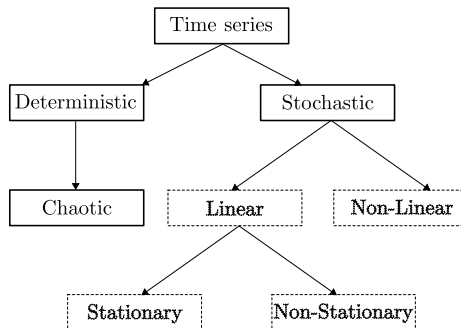 Time series
Deterministic
Stochastic
Chaotic
Linear
Non-Linear
Stationary
Non-Stationary